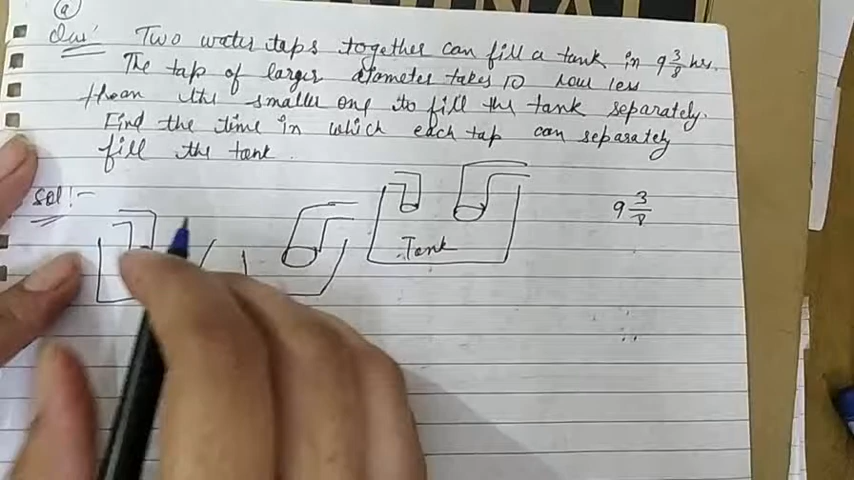 (a)
Que:- Two water taps together can fill a tank in 9 3/8 hrs.
The tap of larger diameter takes 10 hour less
than the smaller one to fill the tank separately.
Find the time in which each tap can separately
fill the tank.
Sol:-
9 3/8
Tank